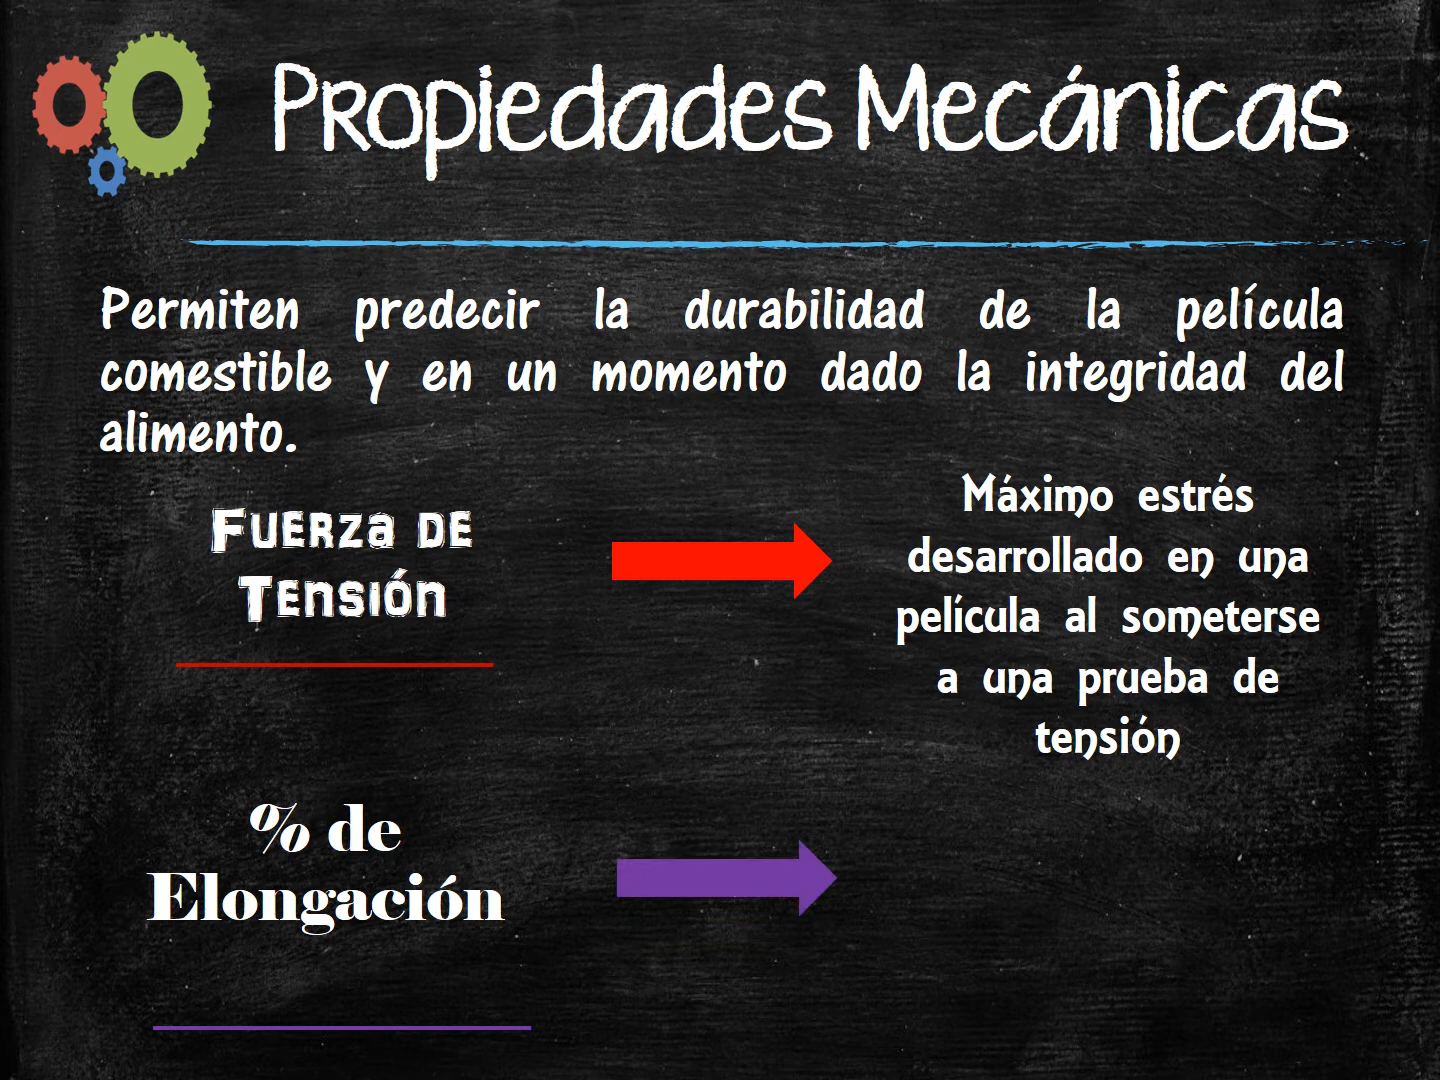 Propiedades Mecánicas
Permiten predecir la durabilidad de la película
comestible y en un momento dado la integridad del
alimento.
Fuerza de
Tensión
Máximo estrés
desarrollado en una
película al someterse
a una prueba de
tensión
% de
Elongación